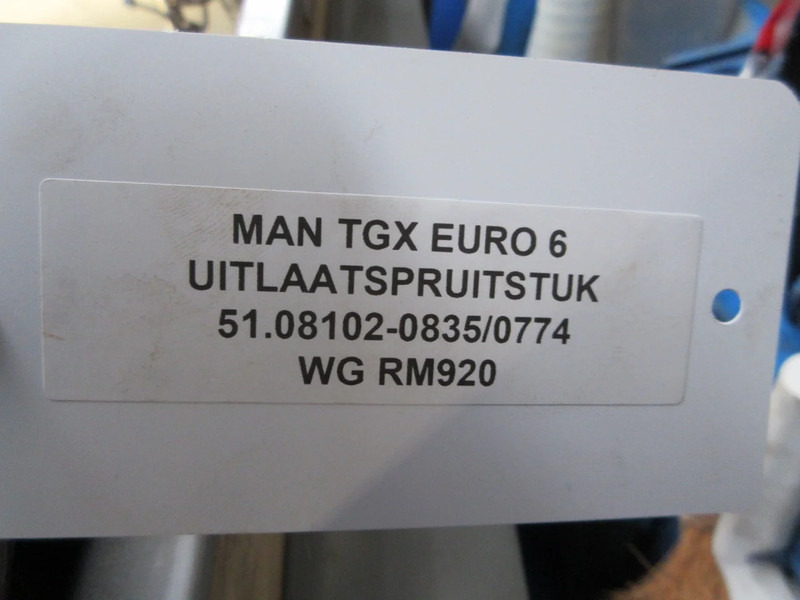 MAN TGX EURO 6
UITLAATSPRUITSTUK
51.08102-0835/0774
WG RM920